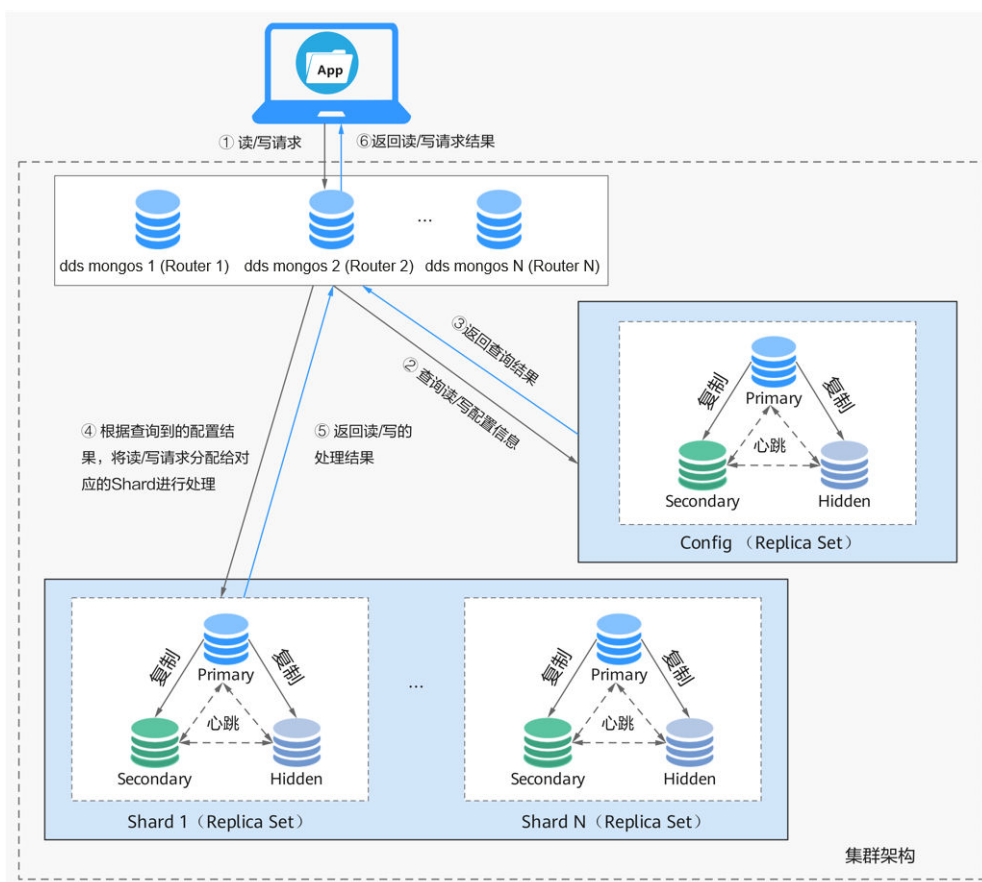 App
① 读/写请求
⑥返回读/写请求结果
...
dds mongos 1 (Router 1)
dds mongos 2 (Router 2)
dds mongos N (Router N)
③返回查询结果
② 查询读/写配置信息
复制
复制
Primary
心跳
Secondary
Hidden
Config （Replica Set）
④ 根据查询到的配置结
果，将读/写请求分配给对
应的Shard进行处理
⑤ 返回读/写的
处理结果
复制
复制
Primary
心跳
Secondary
Hidden
Shard 1（Replica Set）
...
复制
复制
Primary
心跳
Secondary
Hidden
Shard N（Replica Set）
集群架构